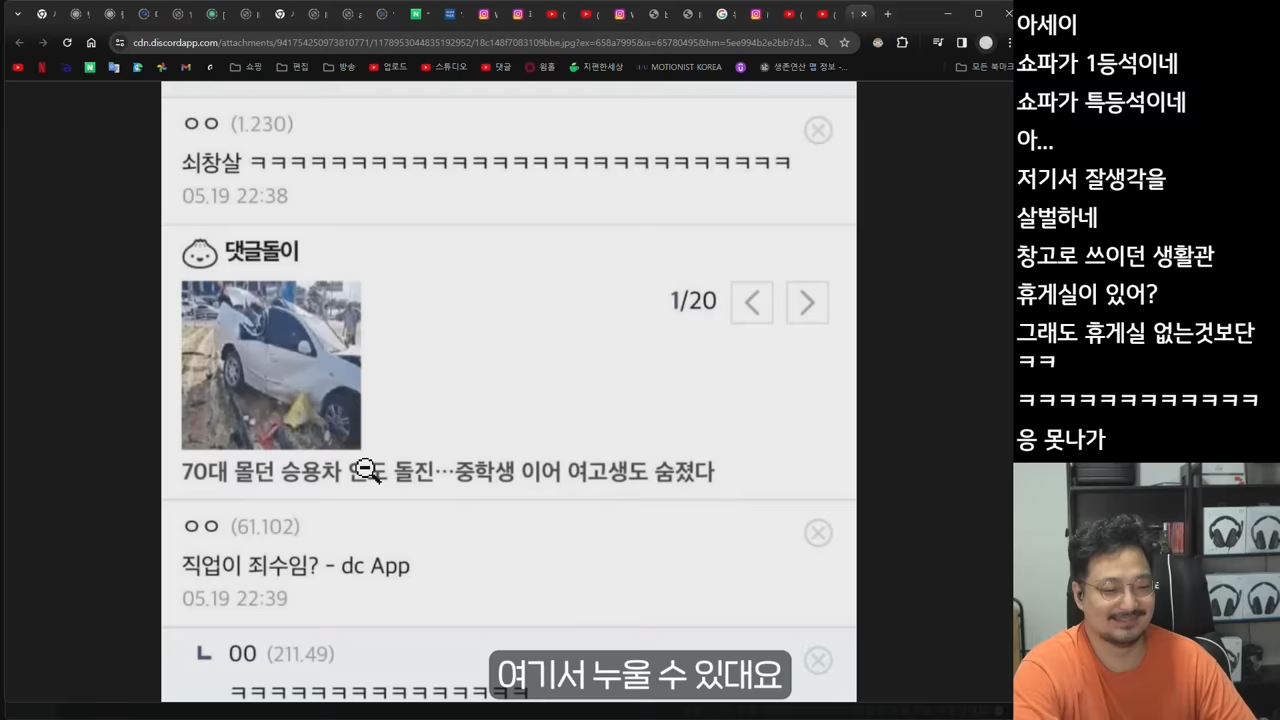 cdn.discordapp.com/attachments/941754250973810771/1178953044835192952/18c148f7083109bbe.jpg?ex=658a7995&is=65780495&hm=5ee994b2e2bb7d3...
쇼핑
편집
방송
업로드
스튜디오
댓글
윔홀
지편한세상
MOTIONIST KOREA
생존연산 맵 정보 -...
모든 북마크
ㅇㅇ (1.230)
쇠창살 ㅋㅋㅋㅋㅋㅋㅋㅋㅋㅋㅋㅋㅋㅋㅋㅋㅋㅋㅋㅋㅋㅋㅋㅋㅋㅋㅋ
05.19 22:38
댓글돌이
1/20
70대 몰던 승용차 인도 돌진…중학생 이어 여고생도 숨졌다
ㅇㅇ (61.102)
직업이 죄수임? - dc App
05.19 22:39
ㄴ 00 (211.49)
ㅋㅋㅋㅋㅋㅋㅋㅋㅋㅋㅋㅋㅋㅋㅋ
여기서 누울 수 있대요
아세이
쇼파가 1등석이네
쇼파가 특등석이네
아...
저기서 잘생각을
살벌하네
창고로 쓰이던 생활관
휴게실이 있어?
그래도 휴게실 없는것보단
ㅋㅋ
ㅋㅋㅋㅋㅋㅋㅋㅋㅋㅋㅋㅋ
응 못나가